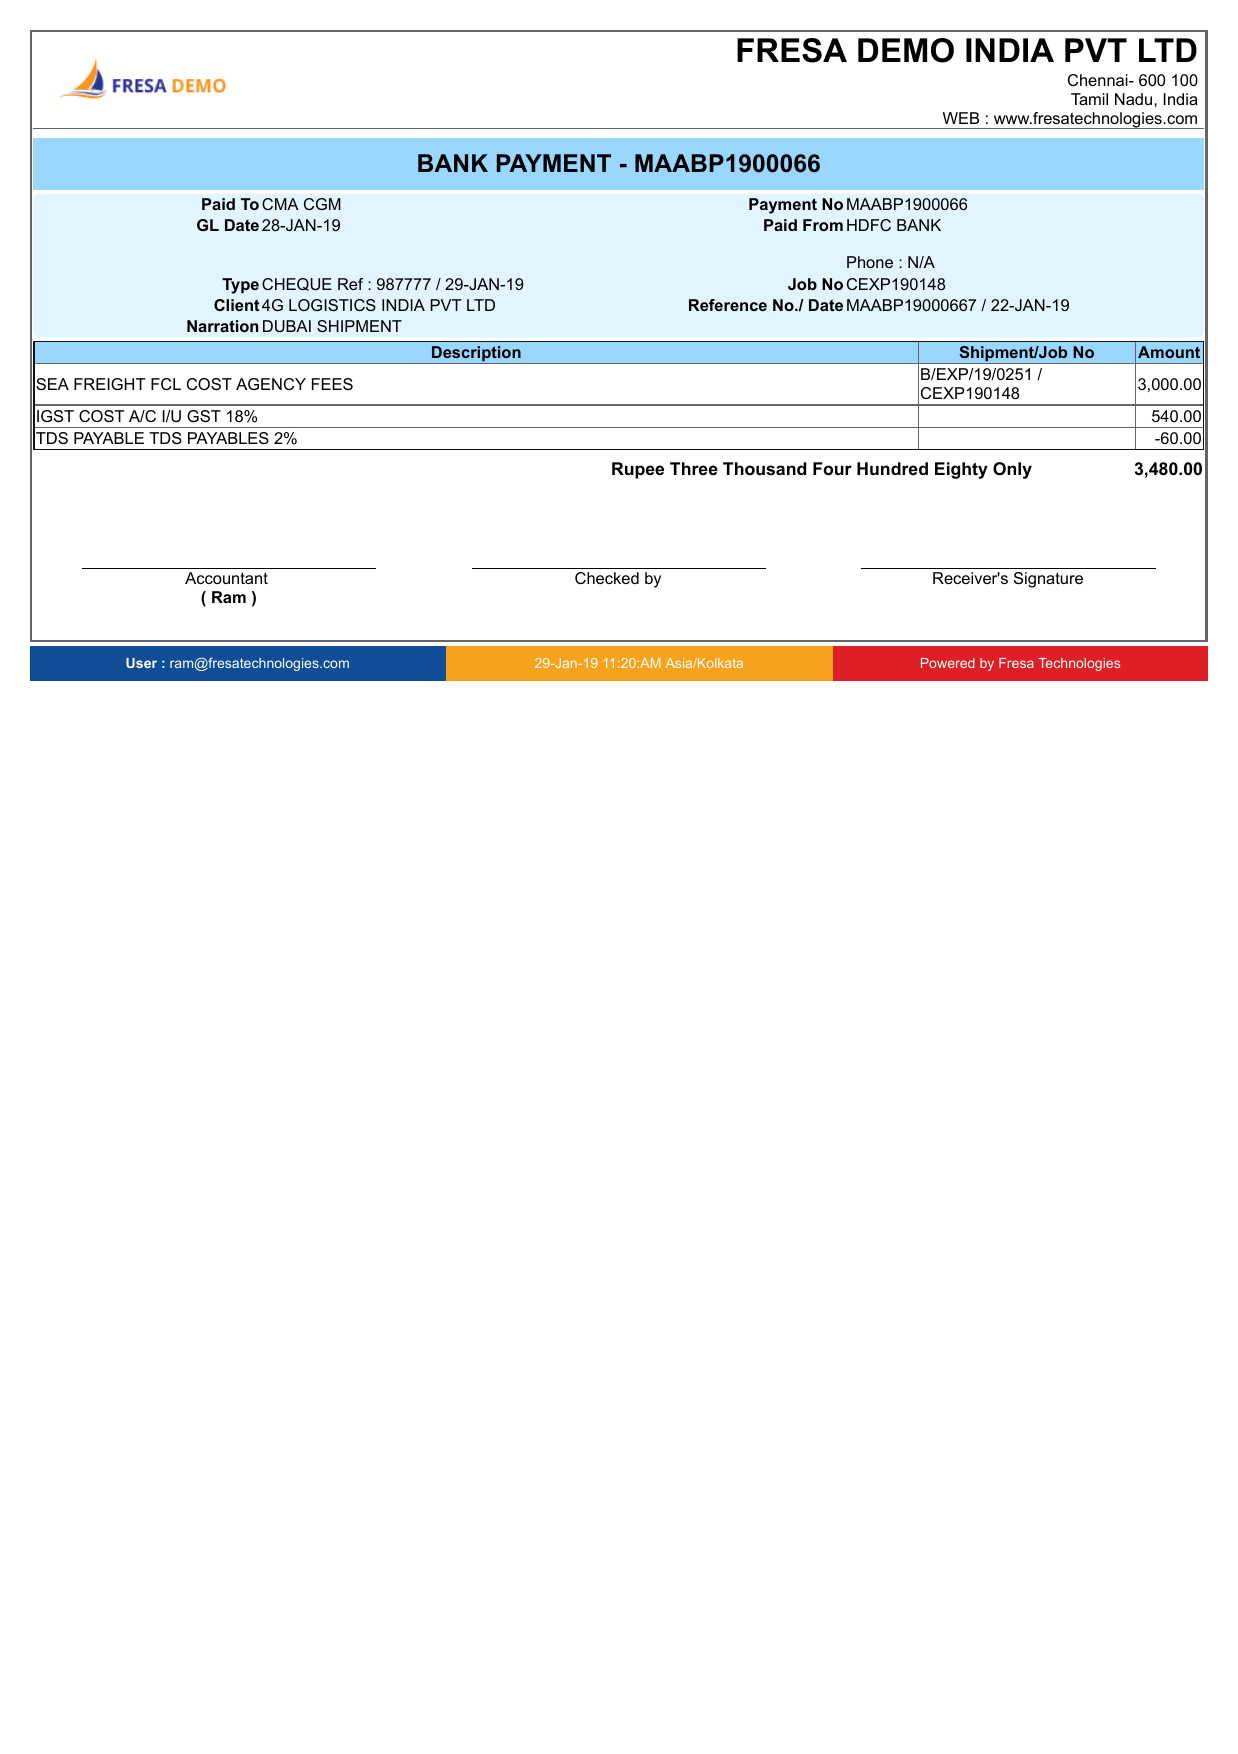 FRESA DEMO
FRESA DEMO INDIA PVT LTD
Chennai- 600 100
Tamil Nadu, India
WEB : www.fresatechnologies.com
BANK PAYMENT - MAABP1900066
Paid To CMA CGM
GL Date 28-JAN-19
Type CHEQUE Ref : 987777 / 29-JAN-19
Client 4G LOGISTICS INDIA PVT LTD
Narration DUBAI SHIPMENT
Payment No MAABP1900066
Paid From HDFC BANK
Phone : N/A
Job No CEXP190148
Reference No./ Date MAABP19000667 / 22-JAN-19
Description Shipment/Job No Amount
SEA FREIGHT FCL COST AGENCY FEES B/EXP/19/0251 / 3,000.00
CEXP190148
IGST COST A/C I/U GST 18% 540.00
TDS PAYABLE TDS PAYABLES 2% -60.00
Rupee Three Thousand Four Hundred Eighty Only 3,480.00
Accountant Checked by Receiver's Signature
( Ram )
User : ram@fresatechnologies.com 29-Jan-19 11:20:AM Asia/Kolkata Powered by Fresa Technologies